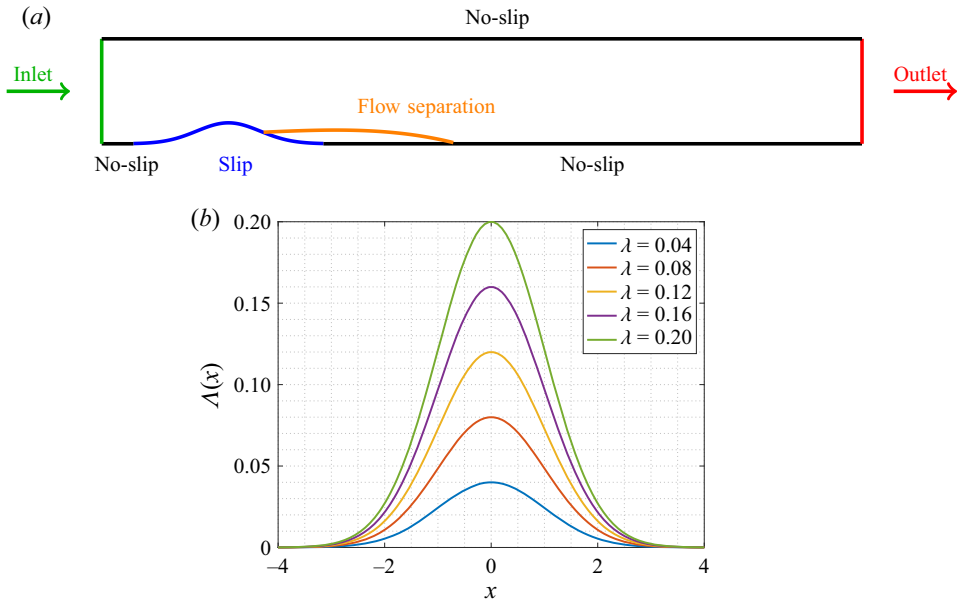 (a)
No-slip
Inlet
Outlet
Flow separation
No-slip
Slip
No-slip
(b)
0.20
0.15
0.10
0.05
0
Λ(x)
λ = 0.04
λ = 0.08
λ = 0.12
λ = 0.16
λ = 0.20
−4
−2
0
2
4
x